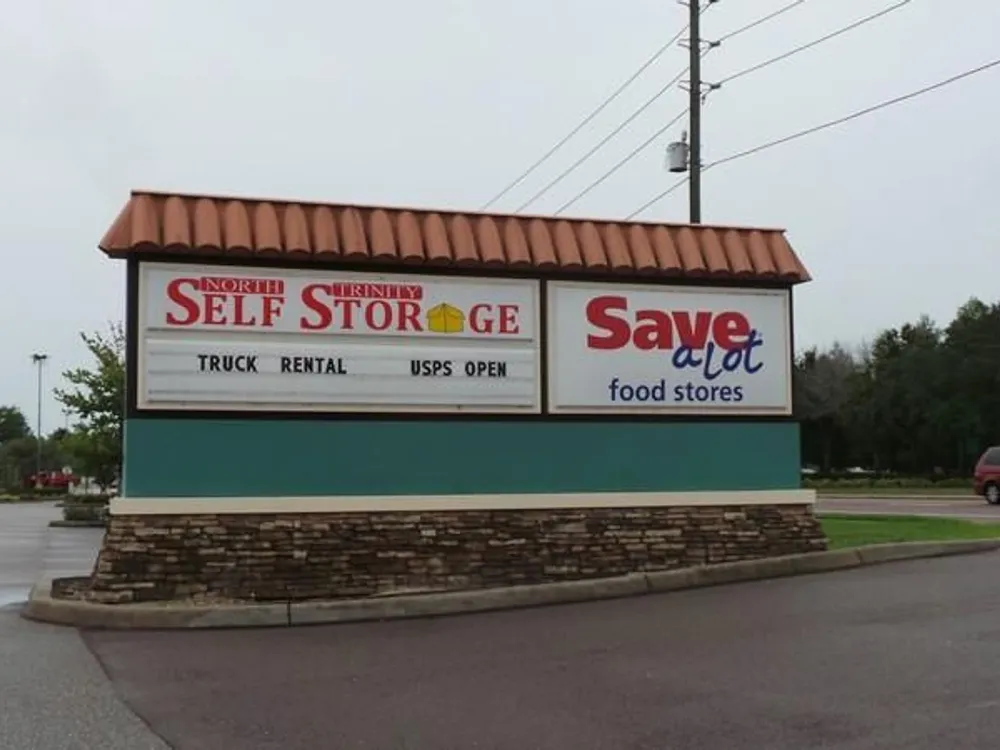 NORTH TRINITY
SELF STORAGE
TRUCK RENTAL USPS OPEN
Save
a Lot
food stores